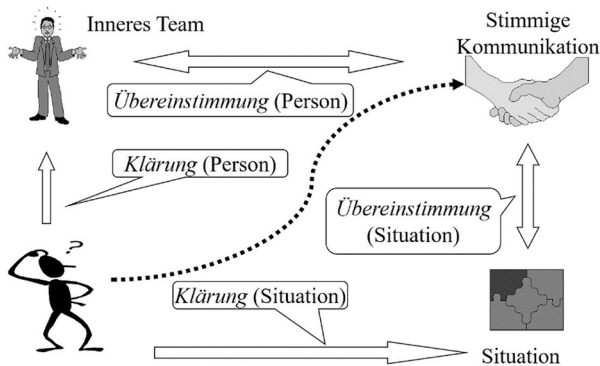 Inneres Team
Stimmige
Kommunikation
Übereinstimmung (Person)
Klärung (Person)
Übereinstimmung
(Situation)
?
Klärung (Situation)
Situation